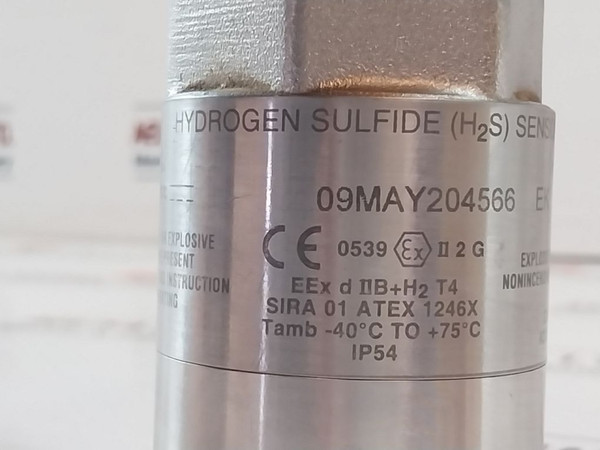 HYDROGEN SULFIDE (H₂S) SENS
09MAY204566 E
CE 0539 Ex II 2 G
EEx d IIB+H₂ T4
SIRA 01 ATEX 1246X
Tamb -40°C TO +75°C
IP54
EXPLOSIVE
INSTRUCTION
EXPLO
NONINCEN